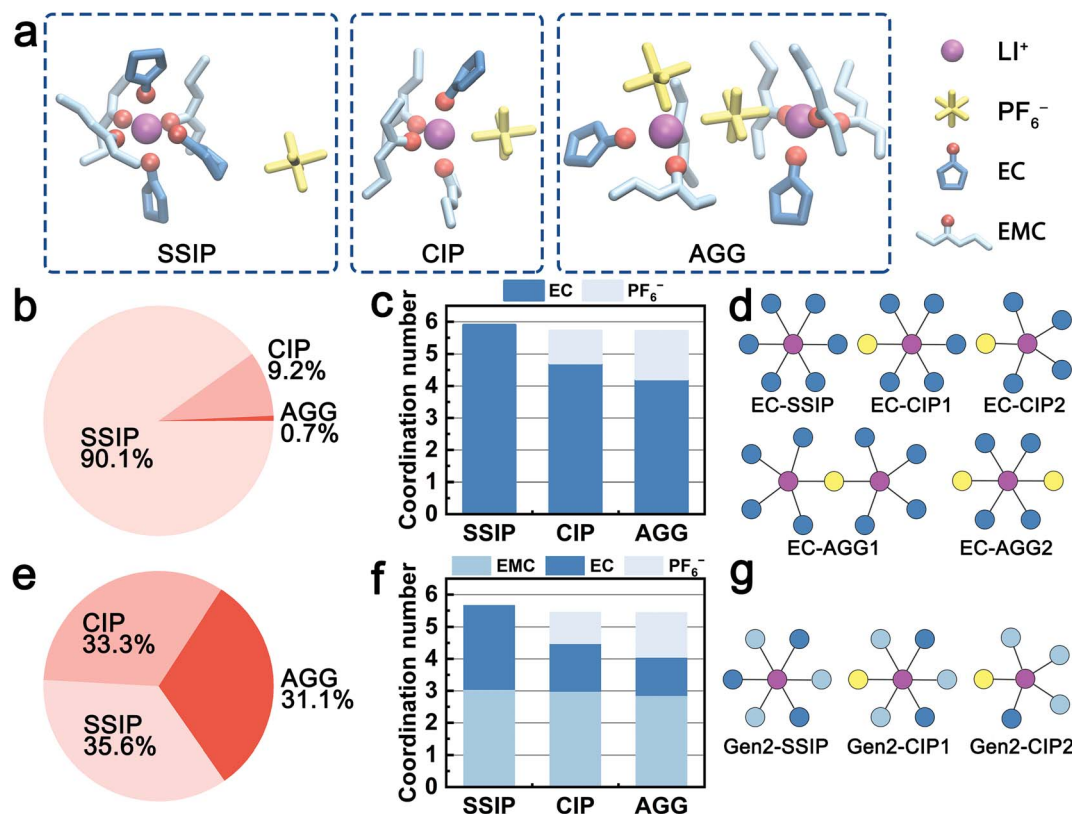 a
SSIP
CIP
AGG
LI⁺
PF₆⁻
EC
EMC
b
CIP
9.2%
AGG
0.7%
SSIP
90.1%
c
EC
PF₆⁻
Coordination number
6
5
4
3
2
1
0
SSIP
CIP
AGG
d
EC-SSIP
EC-CIP1
EC-CIP2
EC-AGG1
EC-AGG2
e
CIP
33.3%
AGG
31.1%
SSIP
35.6%
f
EMC
EC
PF₆⁻
Coordination number
6
5
4
3
2
1
0
SSIP
CIP
AGG
g
Gen2-SSIP
Gen2-CIP1
Gen2-CIP2